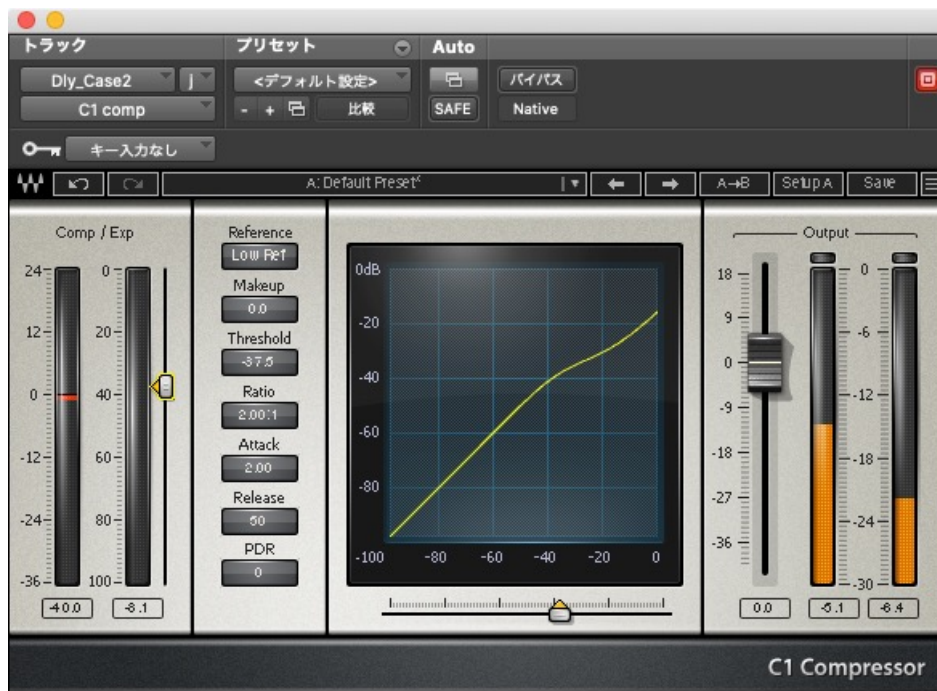 トラック プリセット Auto
Dly_Case2 j <デフォルト設定> バイパス
C1 comp - + 比較 SAFE Native
キー入力なし
A: Default Preset A→B Setup A Save
Comp / Exp
24 12 0 -12 -24 -36
0 20 40 60 80 100
-40.0 -8.1
Reference
Low Ref
Makeup
0.0
Threshold
-37.5
Ratio
2.00:1
Attack
2.00
Release
50
PDR
0
0dB
-20
-40
-60
-80
-100 -80 -60 -40 -20 0
Output
18 9 0 -9 -18 -27 -36
0 -6 -12 -18 -24 -30
0.0 -5.1 -6.4
C1 Compressor